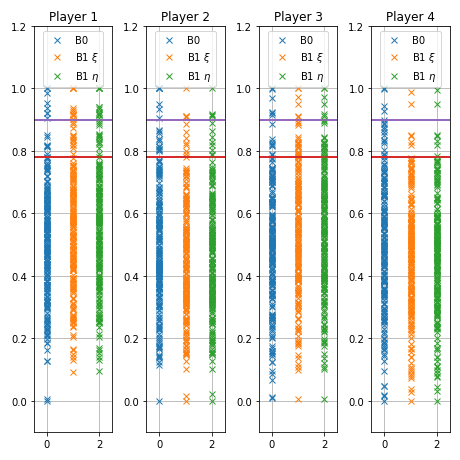 Player 1 Player 2 Player 3 Player 4
1.2 1.2 1.2 1.2
B0 B0 B0 B0
B1 ξ B1 ξ B1 ξ B1 ξ
B1 η B1 η B1 η B1 η
1.0 1.0 1.0 1.0
0.8 0.8 0.8 0.8
0.6 0.6 0.6 0.6
0.4 0.4 0.4 0.4
0.2 0.2 0.2 0.2
0.0 0.0 0.0 0.0
0 2 0 2 0 2 0 2